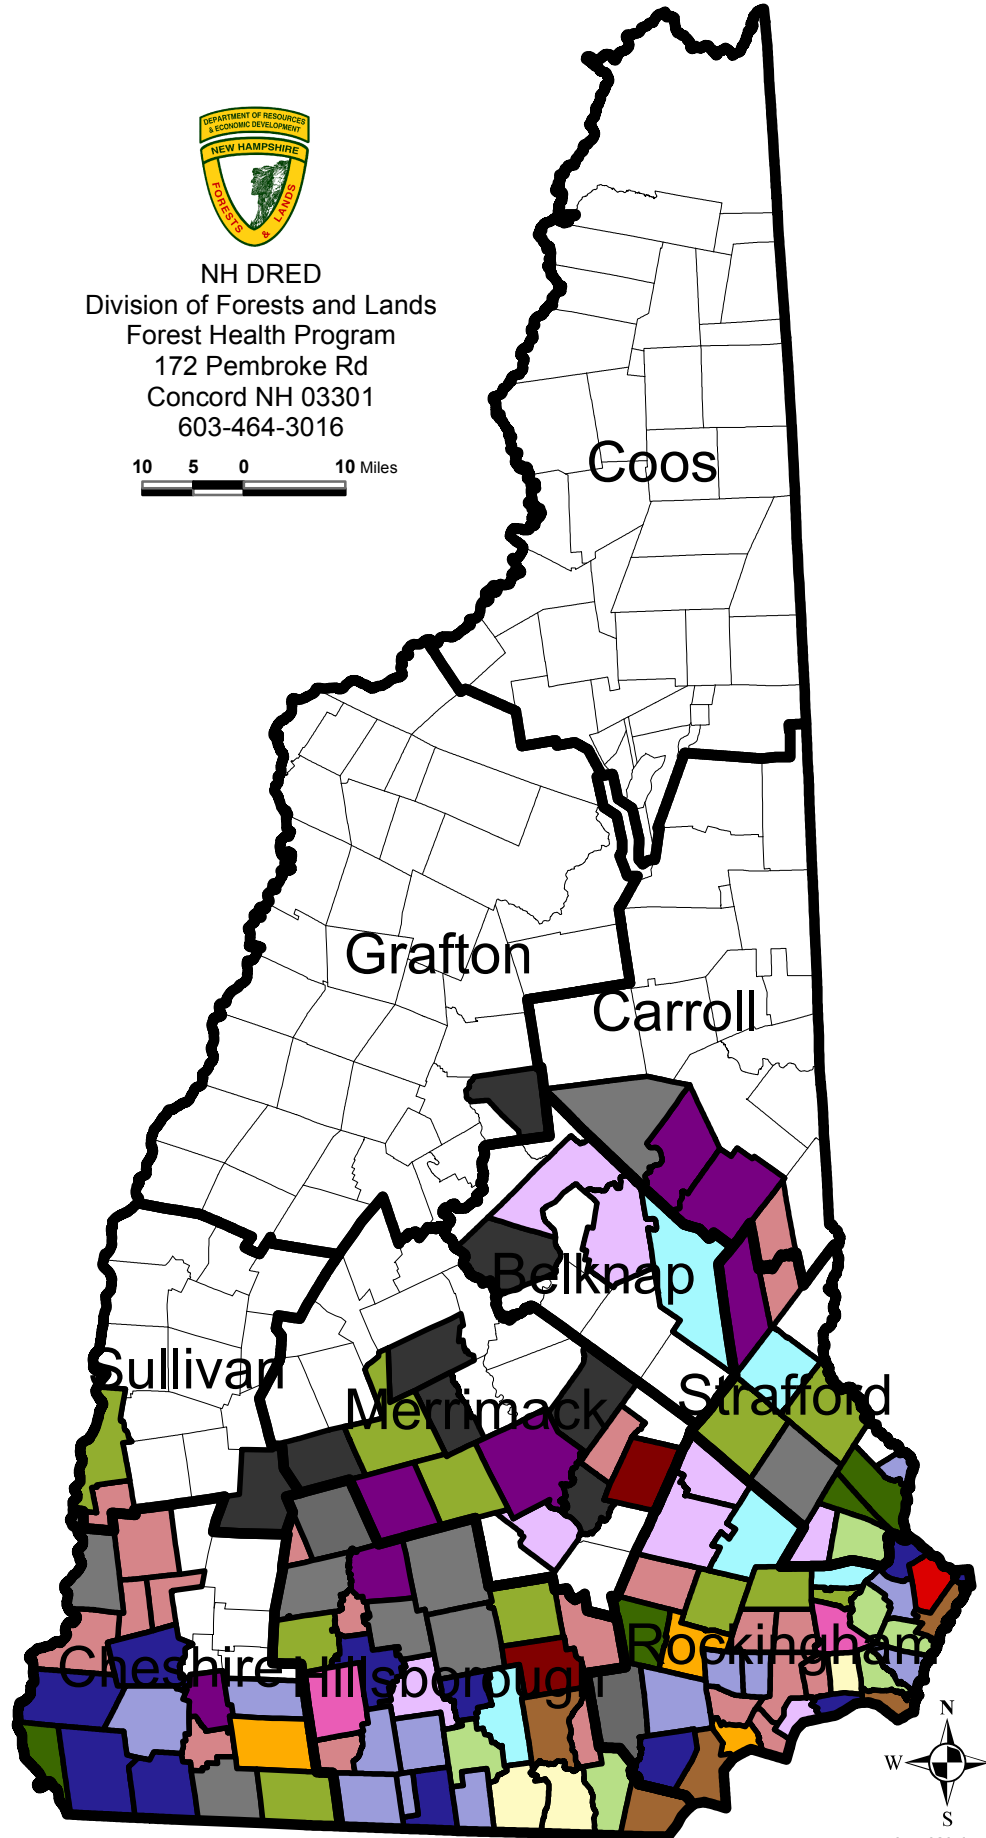 DEPARTMENT OF RESOURCES
& ECONOMIC DEVELOPMENT
NEW HAMPSHIRE
FORESTS & LANDS
NH DRED
Division of Forests and Lands
Forest Health Program
172 Pembroke Rd
Concord NH 03301
603-464-3016
10 5 0 10 Miles
Coos
Grafton
Carroll
Belknap
Sullivan
Merrimack
Strafford
Rockingham
Cheshire
Hillsborough
N
W
S